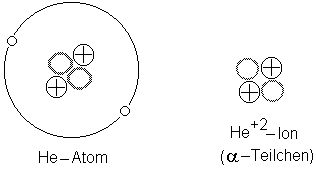 He–Atom
He+2–Ion
(α–Teilchen)